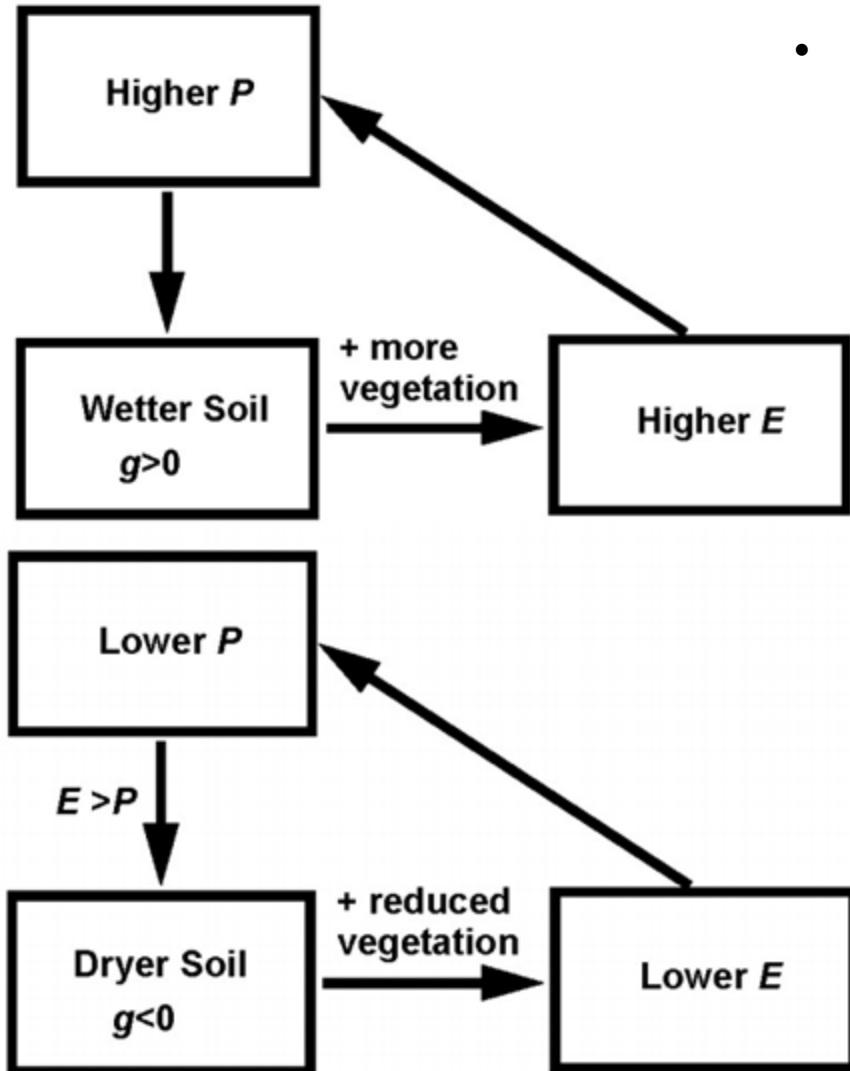 Higher P
+ more
vegetation
Wetter Soil
g>0
Higher E
Lower P
E >P
+ reduced
vegetation
Dryer Soil
g<0
Lower E